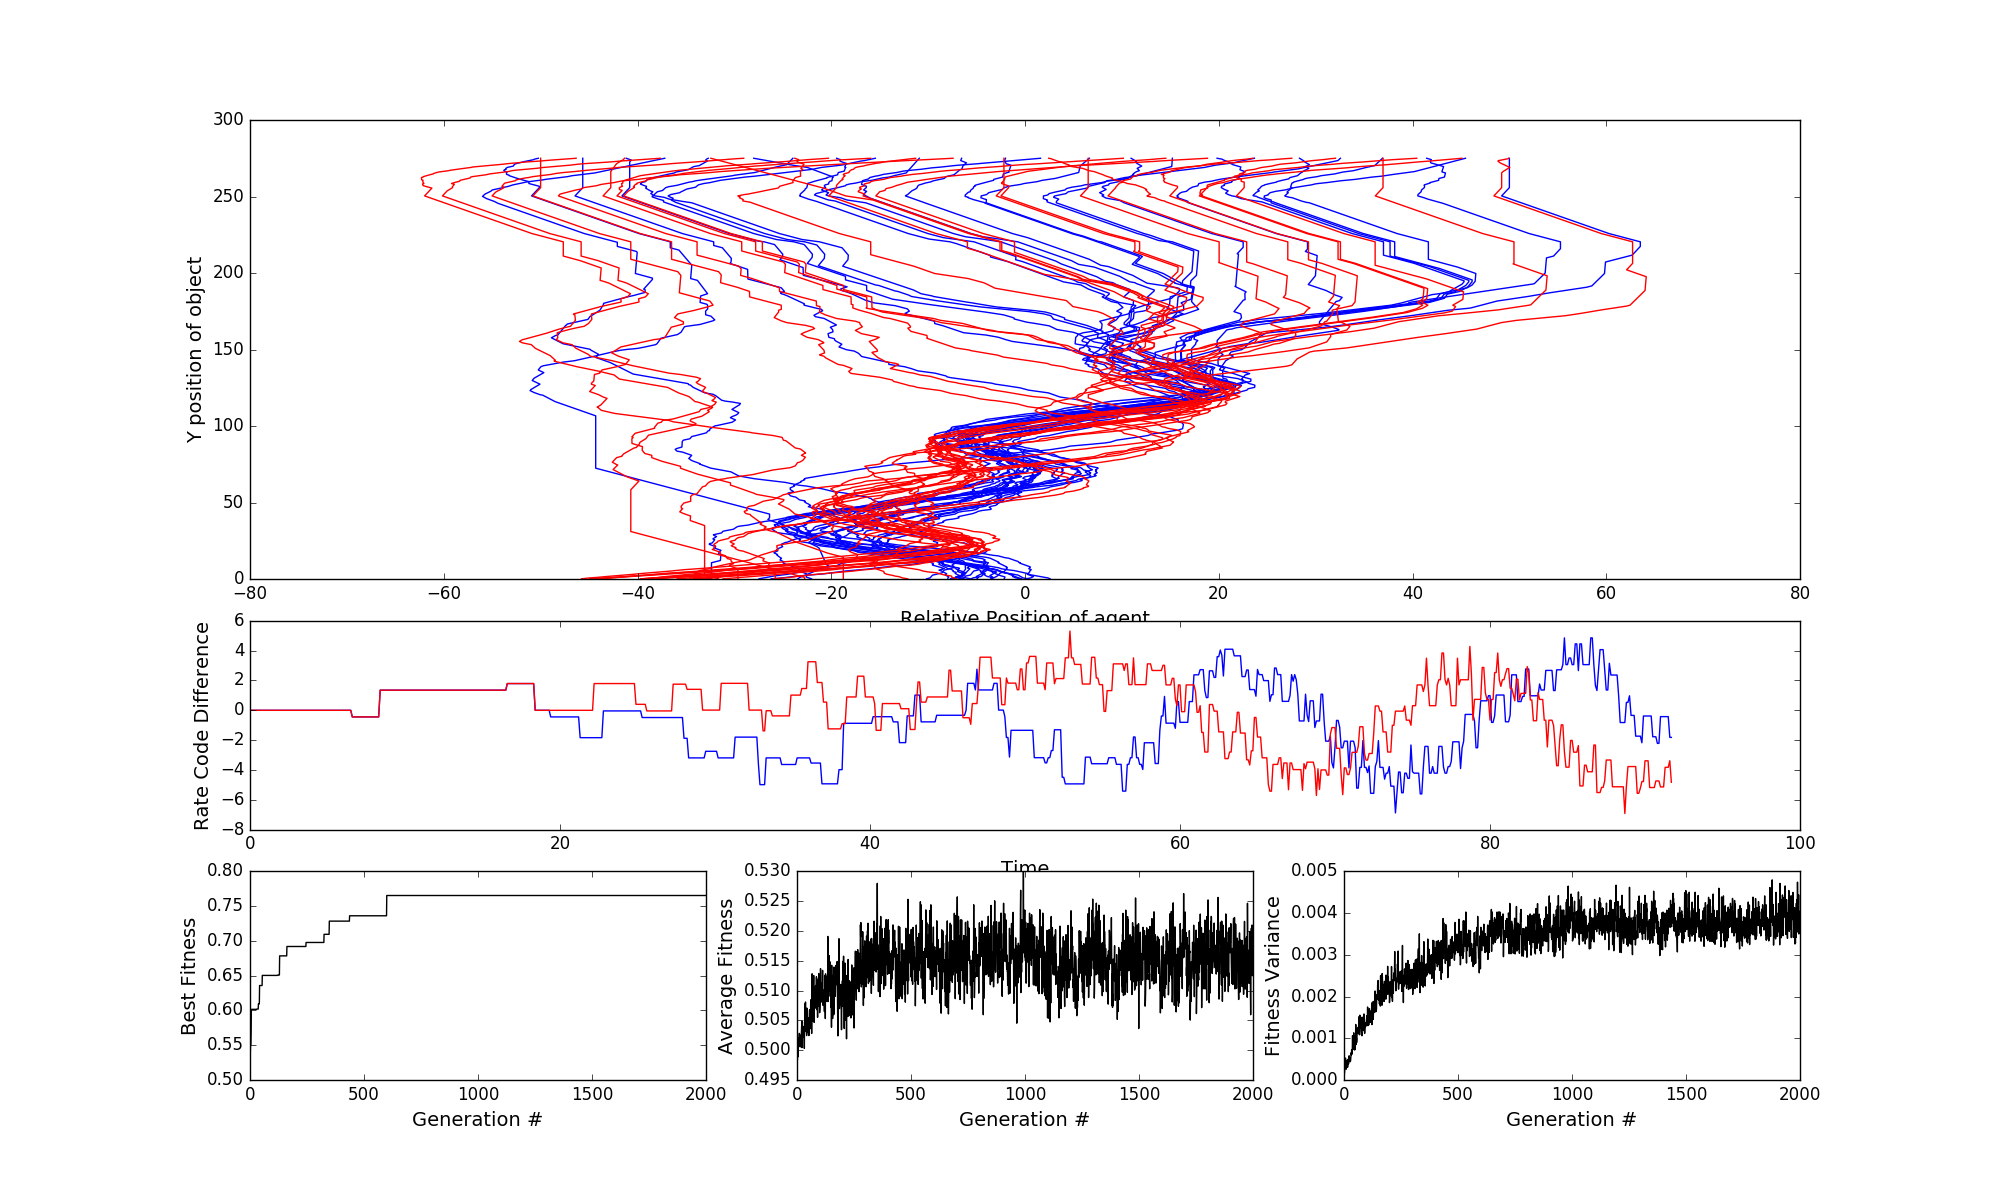 300
250
200
150
100
50
0
Y position of object
−80 −60 −40 −20 0 20 40 60 80
Relative Position of agent
6
4
2
0
−2
−4
−6
−8
Rate Code Difference
0 20 40 60 80 100
Time
0.80
0.75
0.70
0.65
0.60
0.55
0.50
Best Fitness
0 500 1000 1500 2000
Generation #
0.530
0.525
0.520
0.515
0.510
0.505
0.500
0.495
Average Fitness
0 500 1000 1500 2000
Generation #
0.005
0.004
0.003
0.002
0.001
0.000
Fitness Variance
0 500 1000 1500 2000
Generation #